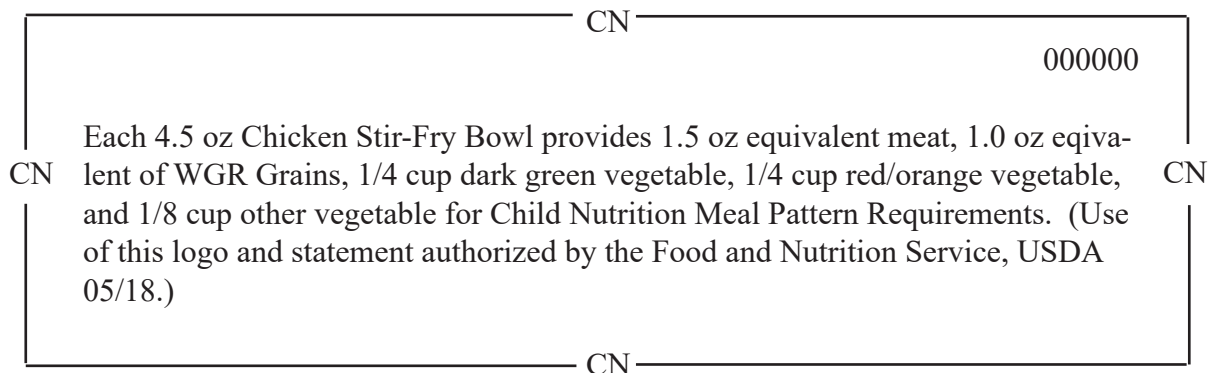 CN
000000
Each 4.5 oz Chicken Stir-Fry Bowl provides 1.5 oz equivalent meat, 1.0 oz eqiva-
CN lent of WGR Grains, 1/4 cup dark green vegetable, 1/4 cup red/orange vegetable, CN
and 1/8 cup other vegetable for Child Nutrition Meal Pattern Requirements. (Use
of this logo and statement authorized by the Food and Nutrition Service, USDA
05/18.)
CN